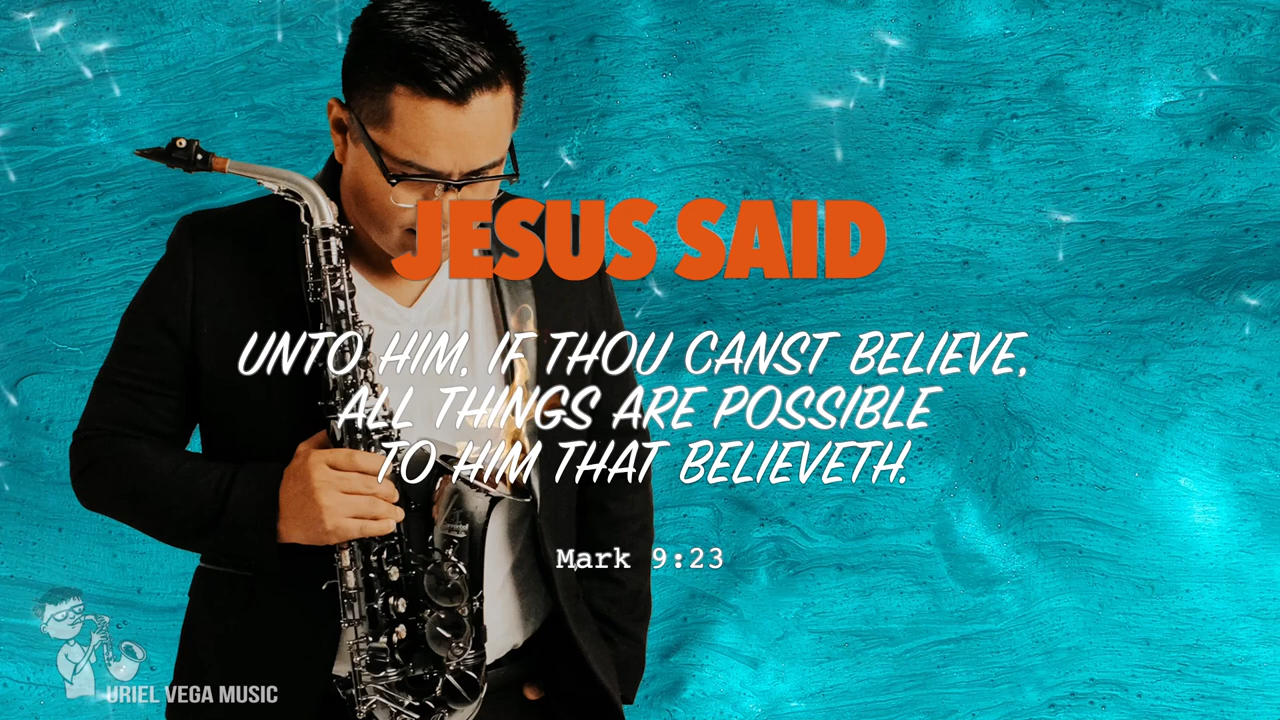 JESUS SAID
UNTO HIM, IF THOU CANST BELIEVE,
ALL THINGS ARE POSSIBLE
TO HIM THAT BELIEVETH.
Mark 9:23
URIEL VEGA MUSIC